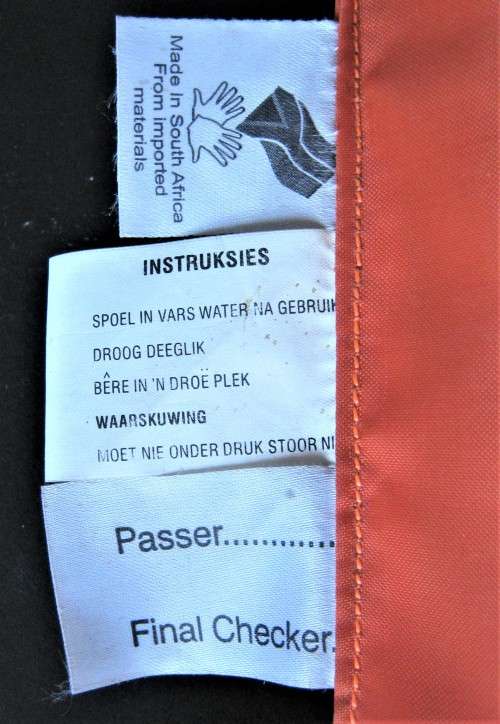 Made in South Africa
From imported
materials
INSTRUKSIES
SPOEL IN VARS WATER NA GEBRUIK
DROOG DEEGLIK
BÊRE IN 'N DROË PLEK
WAARSKUWING
MOET NIE ONDER DRUK STOOR NI
Passer............
Final Checker.